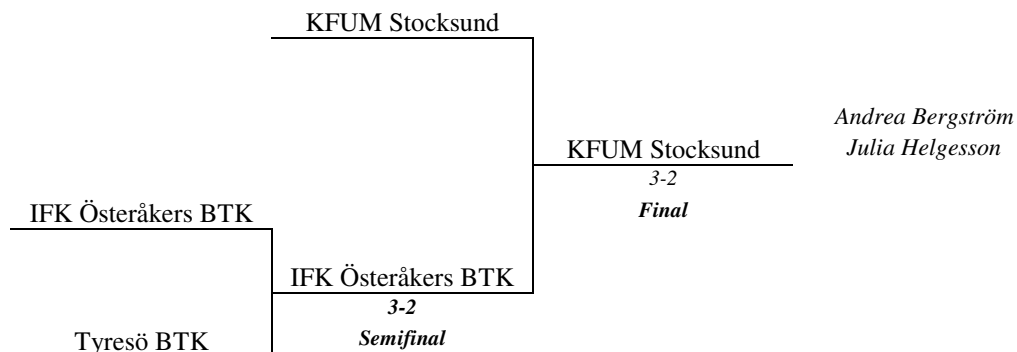 KFUM Stocksund
Andrea Bergström
Julia Helgesson
KFUM Stocksund
3-2
Final
IFK Österåkers BTK
IFK Österåkers BTK
3-2
Semifinal
Tyresö BTK